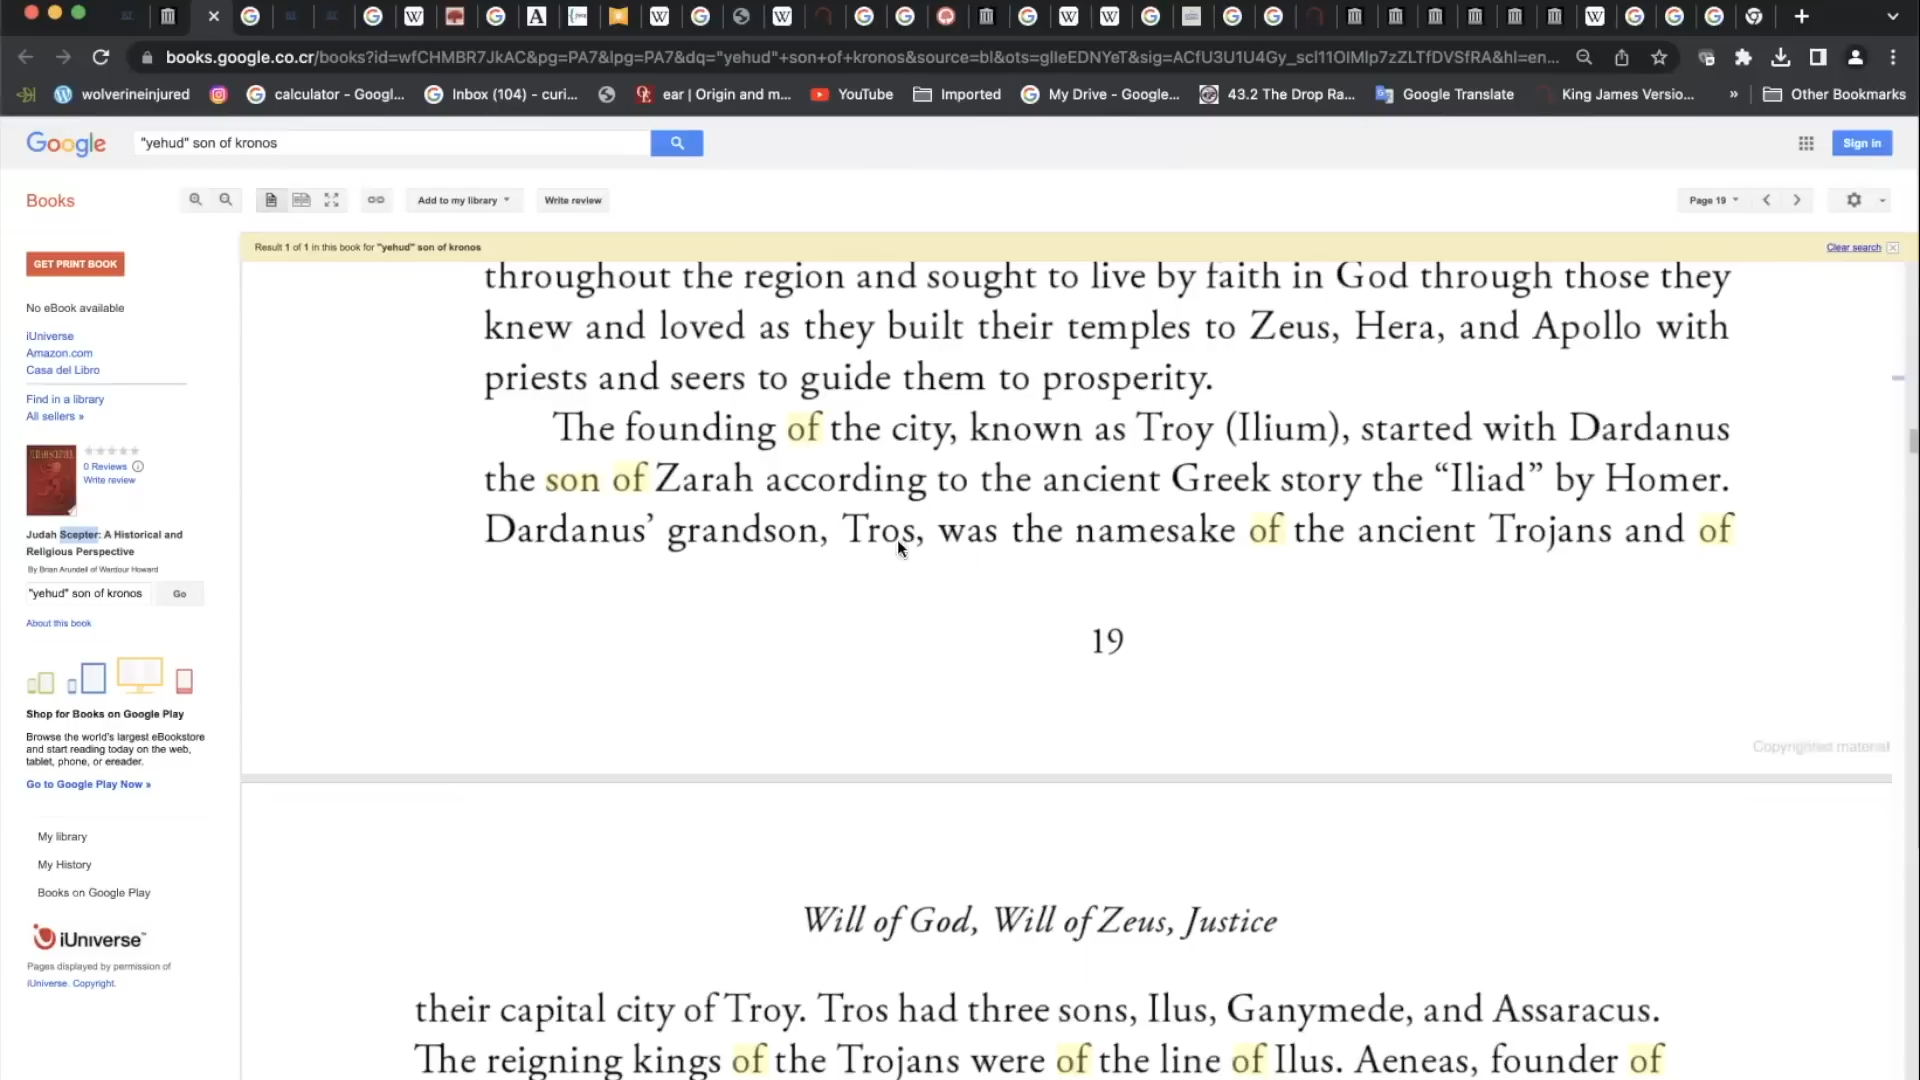 books.google.co.cr/books?id=wfCHMBR7JkAC&pg=PA7&lpg=PA7&dq="yehud"+son+of+kronos&source=bl&ots=glleEDNYeT&sig=ACfU3U1U4Gy_scl11OlMlp7zZLTfDVSfRA&hl=en...
wolverineinjured
calculator - Googl...
Inbox (104) - curi...
ear | Origin and m...
YouTube
Imported
My Drive - Google...
43.2 The Drop Ra...
Google Translate
King James Versio...
»
Other Bookmarks
Google
"yehud" son of kronos
Sign in
Books
Add to my library
Write review
Page 19
Result 1 of 1 in this book for "yehud" son of kronos
Clear search
GET PRINT BOOK
No eBook available
iUniverse
Amazon.com
Casa del Libro
Find in a library
All sellers »
0 Reviews
Write review
Judah Scepter: A Historical and
Religious Perspective
By Brian Arundell of Wardour Howard
"yehud" son of kronos
Go
About this book
Shop for Books on Google Play
Browse the world's largest eBookstore
and start reading today on the web,
tablet, phone, or ereader.
Go to Google Play Now »
My library
My History
Books on Google Play
iUniverse™
Pages displayed by permission of
iUniverse. Copyright.
throughout the region and sought to live by faith in God through those they
knew and loved as they built their temples to Zeus, Hera, and Apollo with
priests and seers to guide them to prosperity.
The founding of the city, known as Troy (Ilium), started with Dardanus
the son of Zarah according to the ancient Greek story the “Iliad” by Homer.
Dardanus’ grandson, Tros, was the namesake of the ancient Trojans and of
19
Copyrighted material
Will of God, Will of Zeus, Justice
their capital city of Troy. Tros had three sons, Ilus, Ganymede, and Assaracus.
The reigning kings of the Trojans were of the line of Ilus. Aeneas, founder of